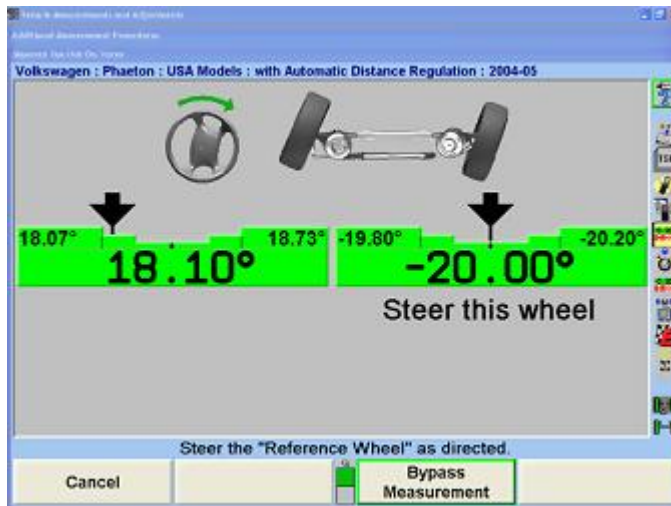 Volkswagen : Phaeton : USA Models : with Automatic Distance Regulation : 2004-05
18.07° 18.73° -19.80° -20.20°
18.10° -20.00°
Steer this wheel
Steer the "Reference Wheel" as directed.
Cancel
Bypass
Measurement